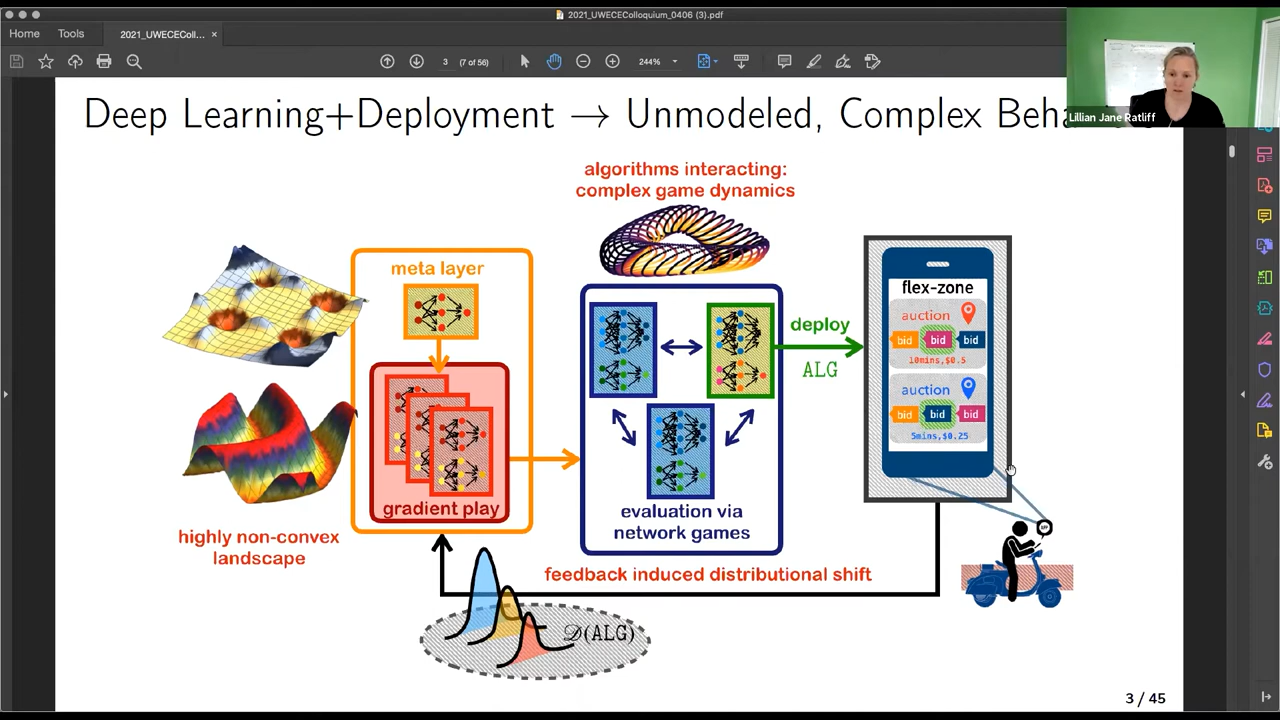 2021_UWECEColloquium_0406 (3).pdf
Home Tools 2021_UWECEColl... ×
3 (7 of 56) 244%
Lillian Jane Ratliff
Deep Learning+Deployment → Unmodeled, Complex Beha
algorithms interacting:
complex game dynamics
meta layer
gradient play
highly non-convex
landscape
evaluation via
network games
deploy
ALG
flex-zone
auction
bid bid bid
10mins,$0.5
auction
bid bid bid
5mins,$0.25
feedback induced distributional shift
𝒟(ALG)
3 / 45